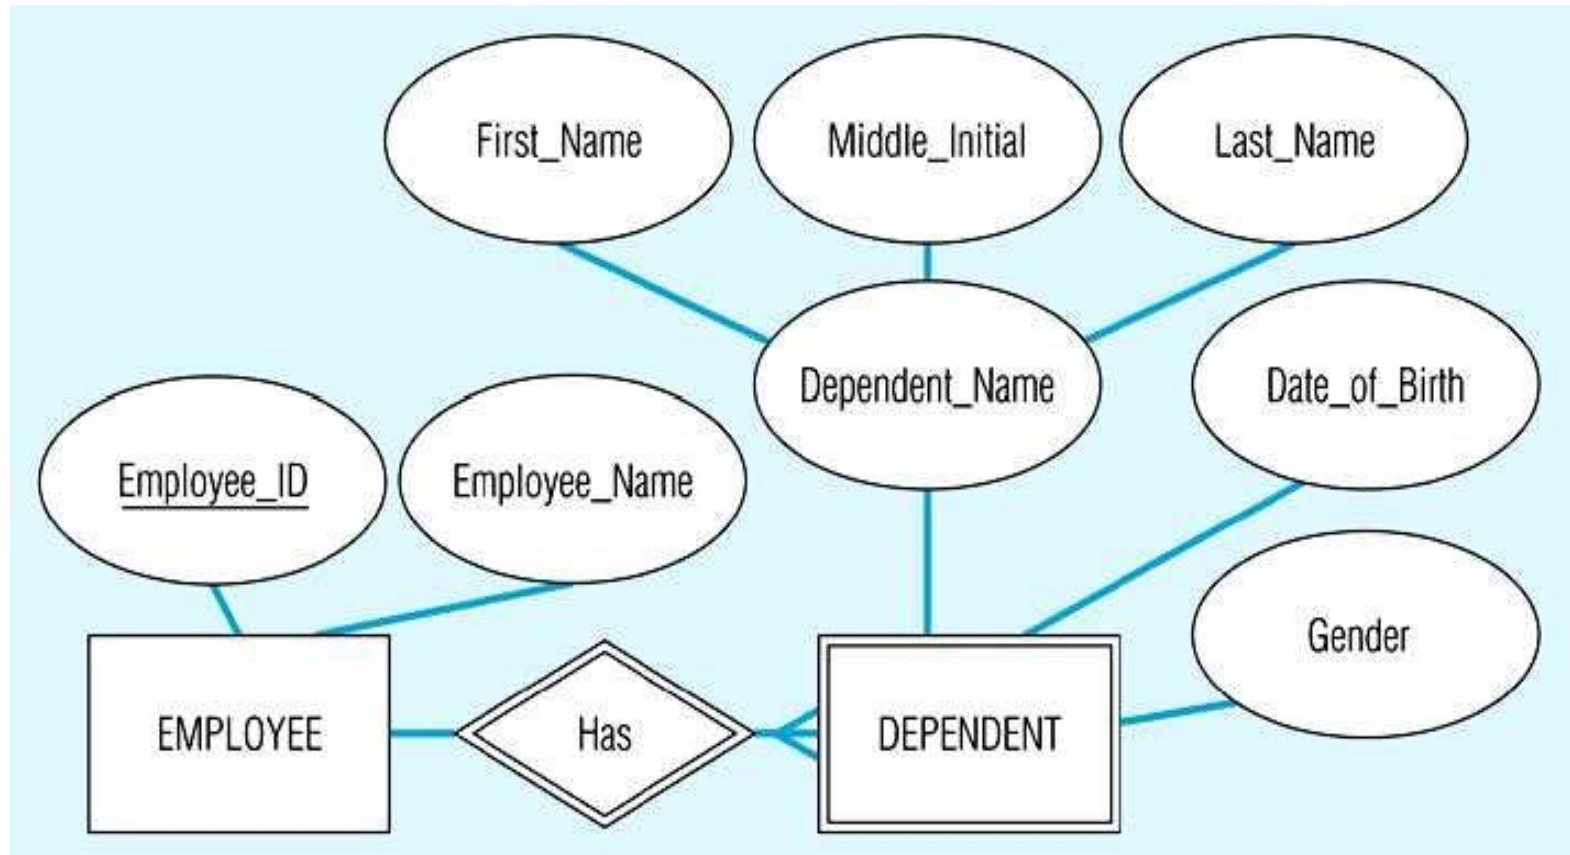 First_Name
Middle_Initial
Last_Name
Dependent_Name
Date_of_Birth
Employee_ID
Employee_Name
Gender
EMPLOYEE
Has
DEPENDENT